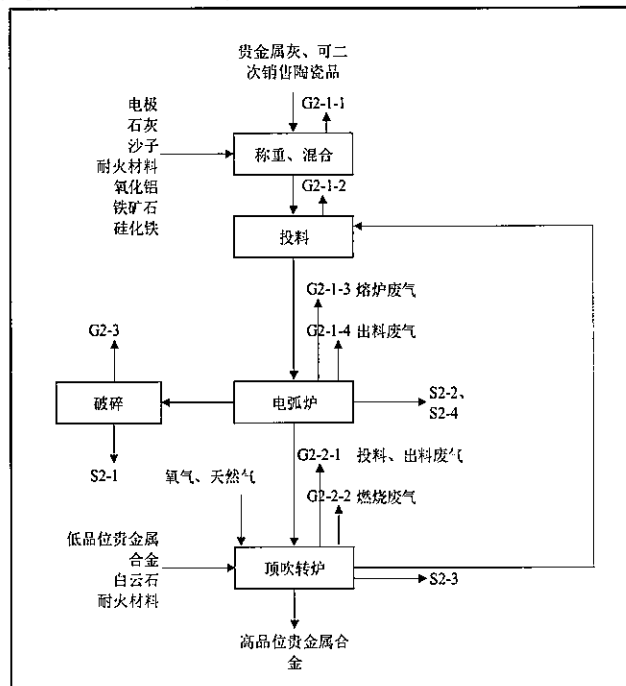 贵金属灰、可二
次销售陶瓷品
电极
石灰
沙子
耐火材料
氧化铝
铁矿石
硅化铁
G2-1-1
称重、混合
G2-1-2
投料
G2-1-3 熔炉废气
G2-3
G2-1-4 出料废气
破碎
电弧炉
S2-2、
S2-4
S2-1
氧气、天然气
G2-2-1 投料、出料废气
G2-2-2 燃烧废气
低品位贵金属
合金
白云石
耐火材料
顶吹转炉
S2-3
高品位贵金属合
金